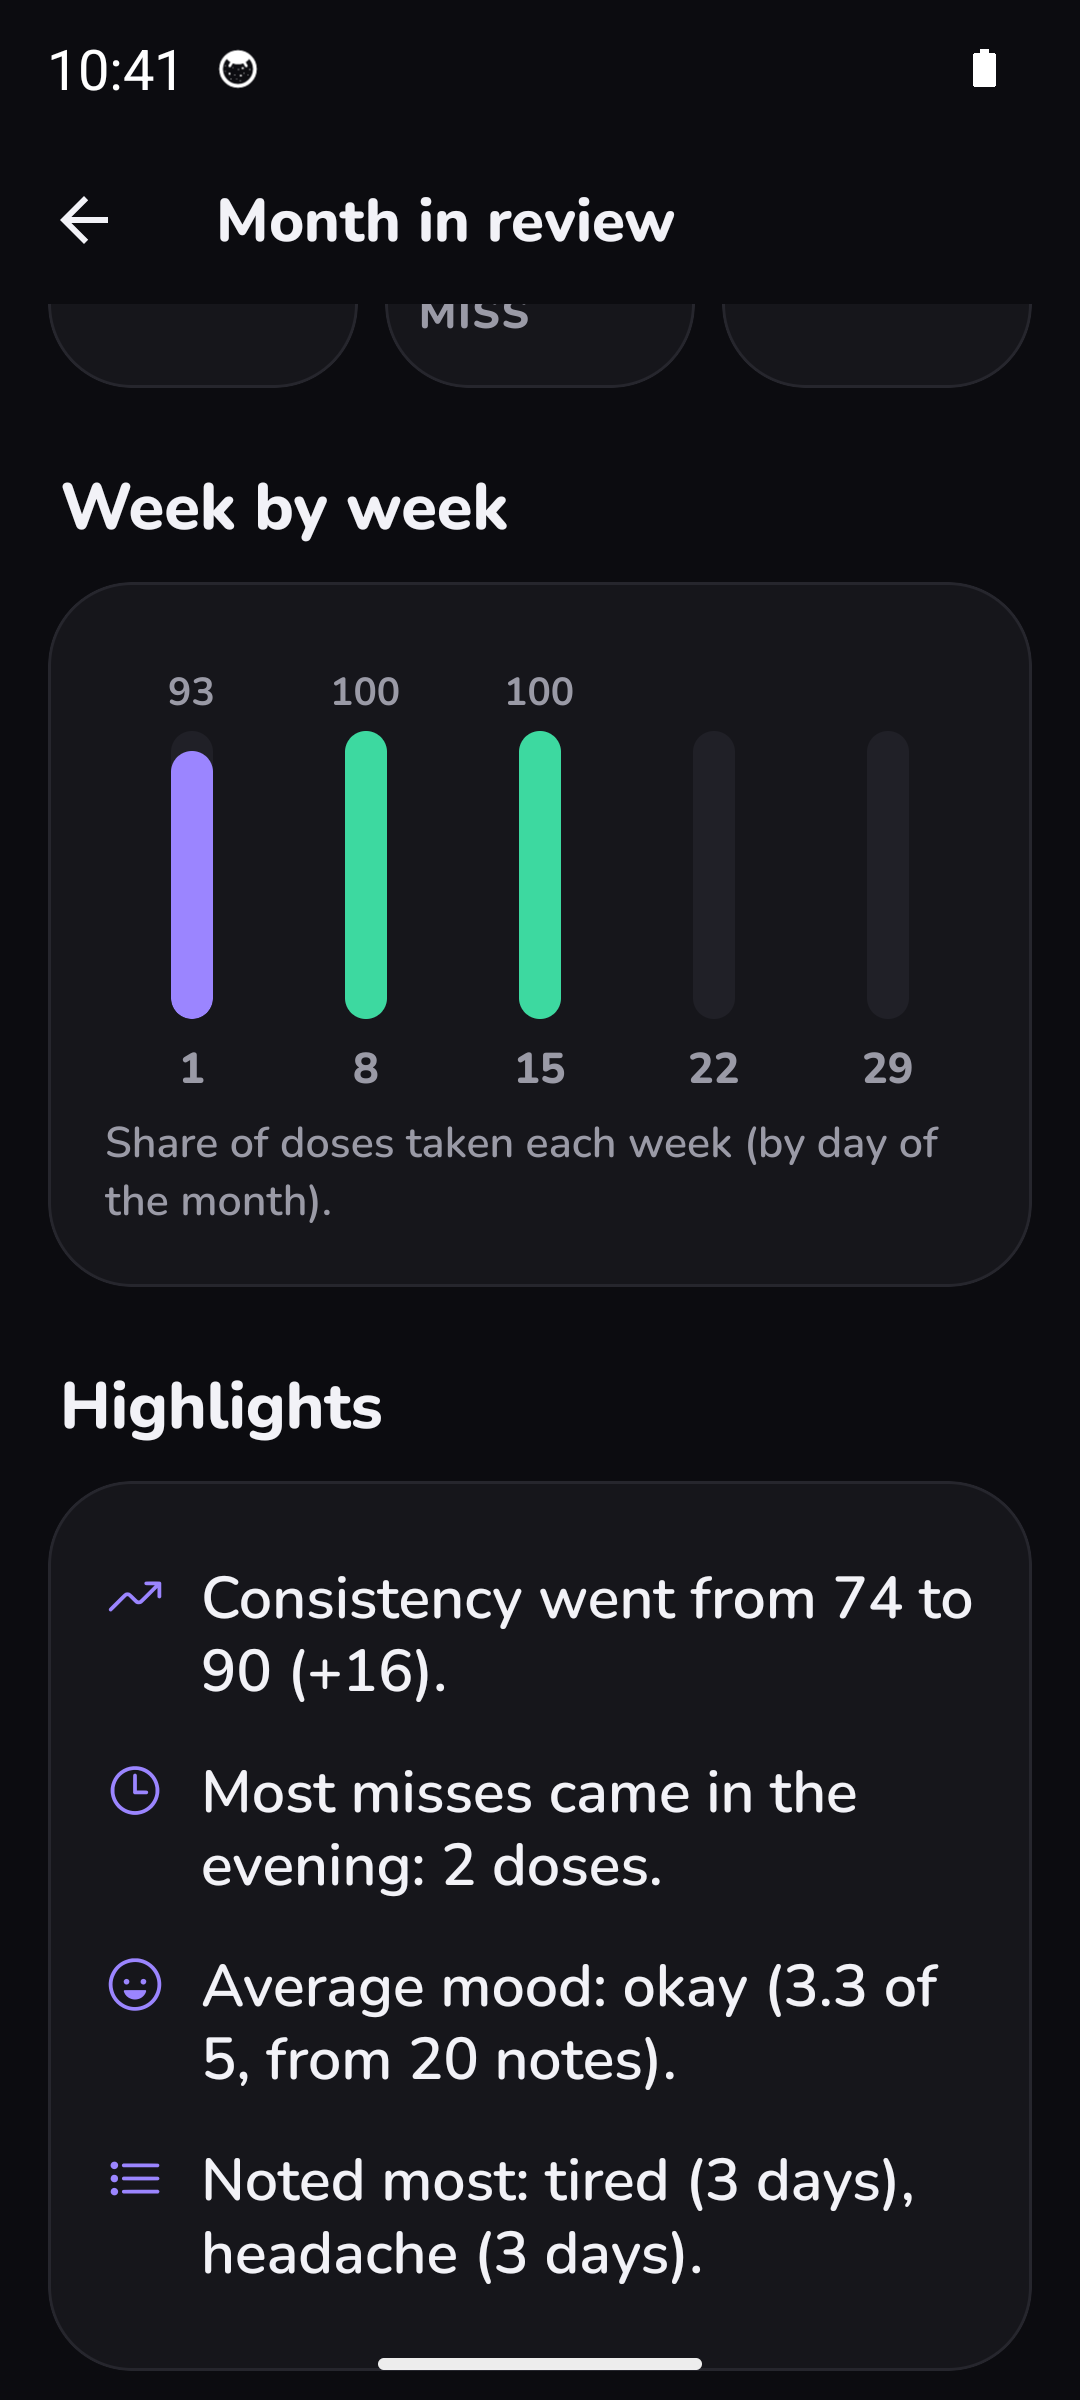 10:41
Month in review
MISS
Week by week
93 100 100
1 8 15 22 29
Share of doses taken each week (by day of
the month).
Highlights
Consistency went from 74 to
90 (+16).
Most misses came in the
evening: 2 doses.
Average mood: okay (3.3 of
5, from 20 notes).
Noted most: tired (3 days),
headache (3 days).